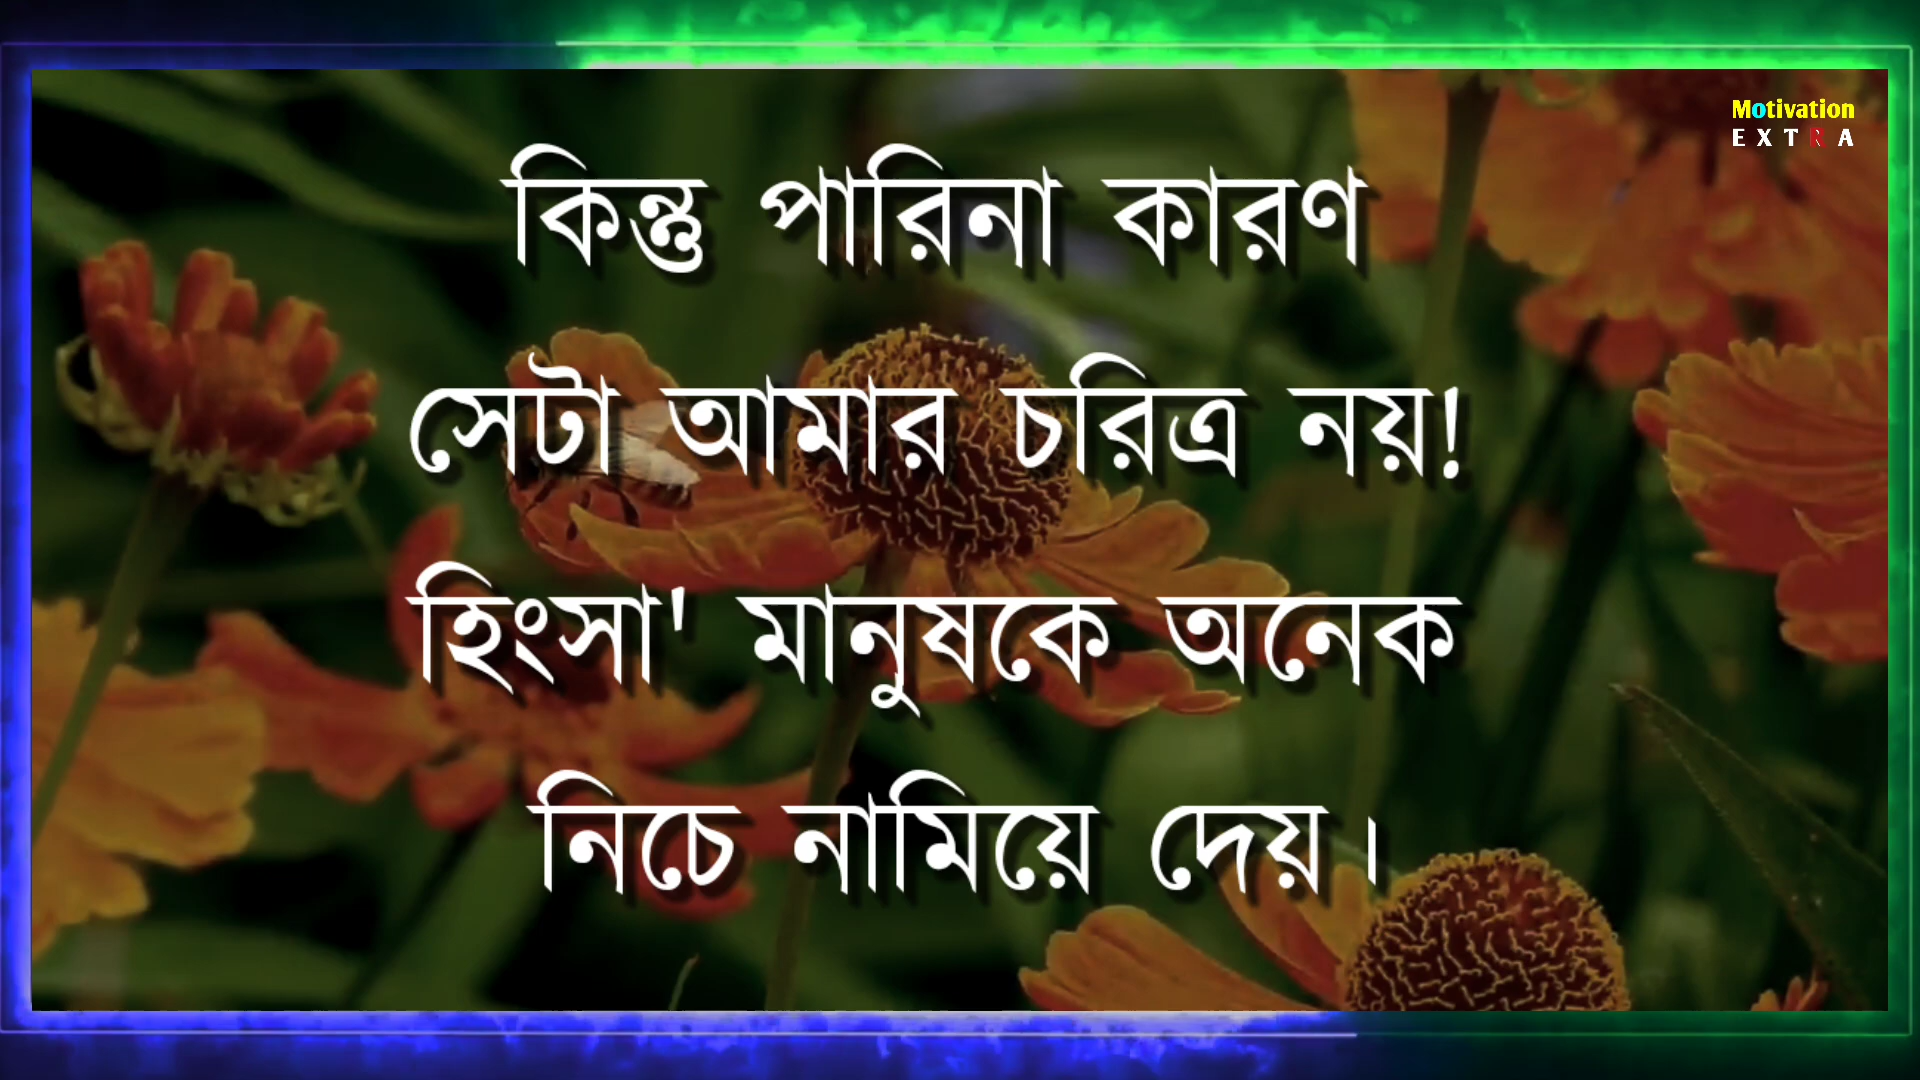 Motivation
EXTRA
কিন্তু পারিনা কারণ
সেটা আমার চরিত্র নয়!
হিংসা' মানুষকে অনেক
নিচে নামিয়ে দেয়।